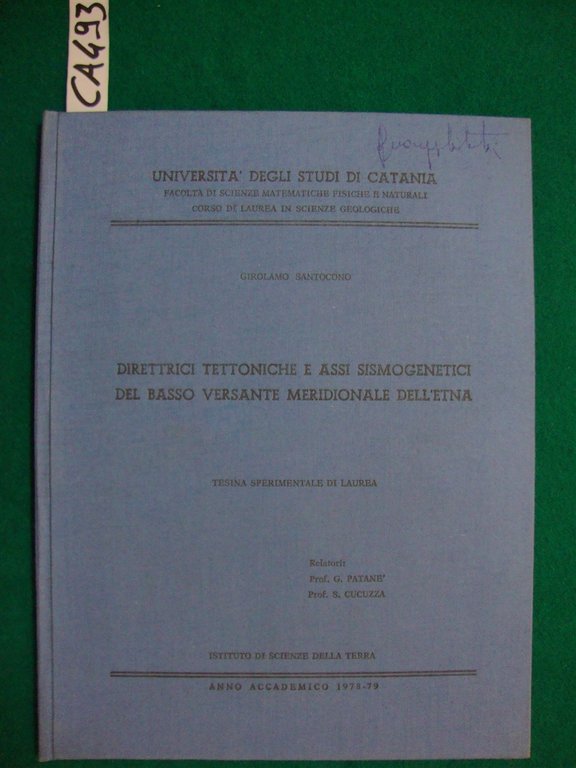 CA493
UNIVERSITA' DEGLI STUDI DI CATANIA
FACOLTA DI SCIENZE MATEMATICHE FISICHE E NATURALI
CORSO DI LAUREA IN SCIENZE GEOLOGICHE
GIROLAMO SANTOCONO
DIRETTRICI TETTONICHE E ASSI SISMOGENETICI
DEL BASSO VERSANTE MERIDIONALE DELL'ETNA
TESINA SPERIMENTALE DI LAUREA
Relatori:
Prof. G. PATANE'
Prof. S. CUCUZZA
ISTITUTO DI SCIENZE DELLA TERRA
ANNO ACCADEMICO 1978-79